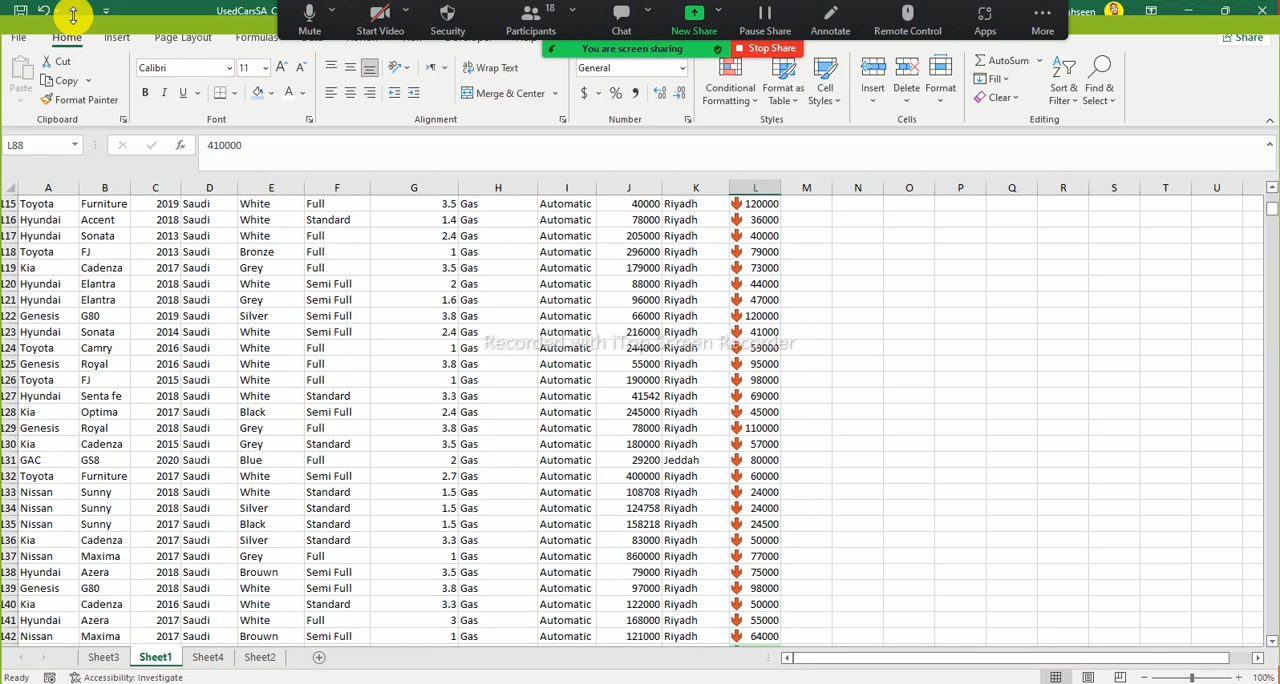 UsedCarsSA C
Mute
Start Video
Security
18
Participants
Chat
New Share
Pause Share
Annotate
Remote Control
Apps
More
ahseen
You are screen sharing
Stop Share
File Home Insert Page Layout Formulas
Share
Paste
Cut
Copy
Format Painter
Calibri 11
B I U
Wrap Text
Merge & Center
General
$ % ,
Conditional Formatting
Format as Table
Cell Styles
Insert
Delete
Format
AutoSum
Fill
Clear
Sort & Filter
Find & Select
Clipboard Font Alignment Number Styles Cells Editing
L88 fx 410000
A B C D E F G H I J K L M N O P Q R S T U
115 Toyota Furniture 2019 Saudi White Full 3.5 Gas Automatic 40000 Riyadh 120000
116 Hyundai Accent 2018 Saudi White Standard 1.4 Gas Automatic 78000 Riyadh 36000
117 Hyundai Sonata 2013 Saudi White Full 2.4 Gas Automatic 205000 Riyadh 40000
118 Toyota FJ 2013 Saudi Bronze Full 1 Gas Automatic 296000 Riyadh 79000
119 Kia Cadenza 2017 Saudi Grey Full 3.5 Gas Automatic 179000 Riyadh 73000
120 Hyundai Elantra 2018 Saudi White Semi Full 2 Gas Automatic 88000 Riyadh 44000
121 Hyundai Elantra 2018 Saudi Grey Semi Full 1.6 Gas Automatic 96000 Riyadh 47000
122 Genesis G80 2019 Saudi Silver Semi Full 3.8 Gas Automatic 66000 Riyadh 120000
123 Hyundai Sonata 2014 Saudi White Semi Full 2.4 Gas Automatic 216000 Riyadh 41000
Recorded with iTop Screen Recorder
124 Toyota Camry 2016 Saudi White Full 1 Gas Automatic 244000 Riyadh 59000
125 Genesis Royal 2016 Saudi White Full 3.8 Gas Automatic 55000 Riyadh 95000
126 Toyota FJ 2015 Saudi White Full 1 Gas Automatic 190000 Riyadh 98000
127 Hyundai Senta fe 2018 Saudi White Standard 3.3 Gas Automatic 41542 Riyadh 69000
128 Kia Optima 2017 Saudi Black Semi Full 2.4 Gas Automatic 245000 Riyadh 45000
129 Genesis Royal 2018 Saudi Grey Full 3.8 Gas Automatic 78000 Riyadh 110000
130 Kia Cadenza 2015 Saudi Grey Standard 3.5 Gas Automatic 180000 Riyadh 57000
131 GAC GS8 2020 Saudi Blue Full 2 Gas Automatic 29200 Jeddah 80000
132 Toyota Furniture 2017 Saudi White Semi Full 2.7 Gas Automatic 400000 Riyadh 60000
133 Nissan Sunny 2018 Saudi White Standard 1.5 Gas Automatic 108708 Riyadh 24000
134 Nissan Sunny 2018 Saudi Silver Standard 1.5 Gas Automatic 124758 Riyadh 24000
135 Nissan Sunny 2017 Saudi Black Standard 1.5 Gas Automatic 158218 Riyadh 24500
136 Kia Cadenza 2017 Saudi Silver Standard 3.3 Gas Automatic 83000 Riyadh 50000
137 Nissan Maxima 2017 Saudi Grey Full 1 Gas Automatic 860000 Riyadh 77000
138 Hyundai Azera 2018 Saudi Brouwn Semi Full 3.5 Gas Automatic 79000 Riyadh 75000
139 Genesis G80 2018 Saudi White Semi Full 3.8 Gas Automatic 97000 Riyadh 98000
140 Kia Cadenza 2016 Saudi White Standard 3.3 Gas Automatic 122000 Riyadh 50000
141 Hyundai Azera 2017 Saudi White Full 3 Gas Automatic 168000 Riyadh 55000
142 Nissan Maxima 2017 Saudi Brouwn Semi Full 1 Gas Automatic 121000 Riyadh 64000
Sheet3 Sheet1 Sheet4 Sheet2
Ready Accessibility: Investigate 100%